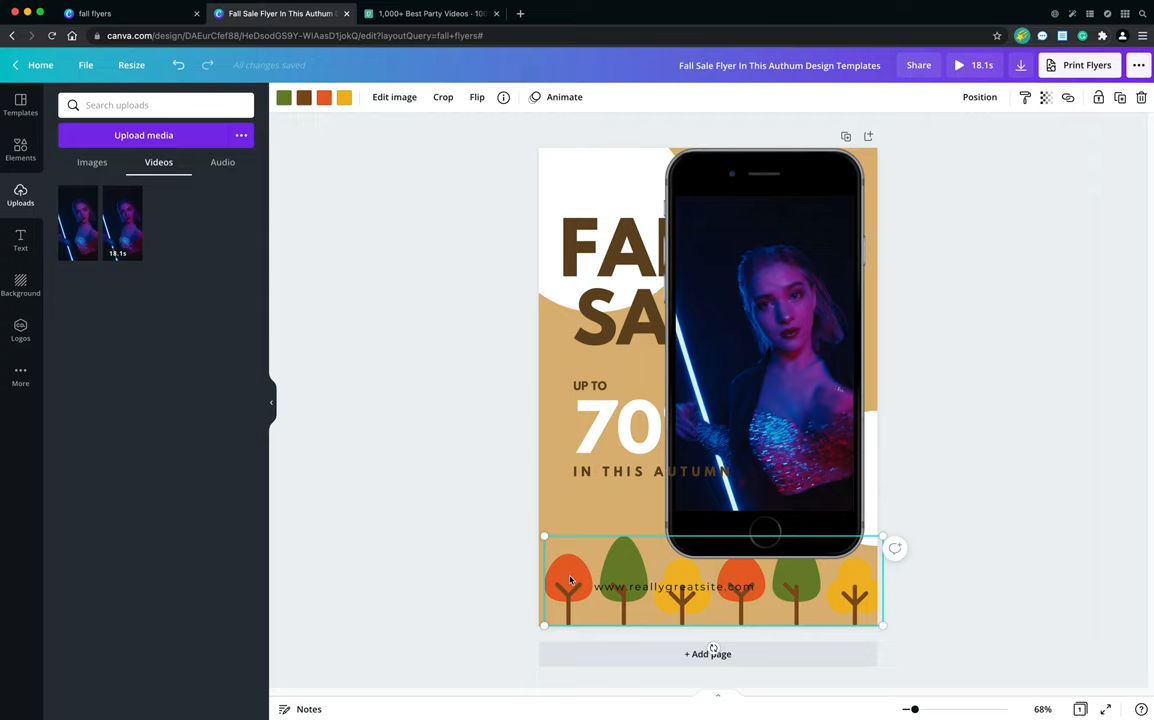 fall flyers
Fall Sale Flyer In This Authum D
1,000+ Best Party Videos · 100
canva.com/design/DAEurCfef88/HeDsodGS9Y-WIAasD1jokQ/edit?layoutQuery=fall+flyers#
Home File Resize All changes saved Fall Sale Flyer In This Authum Design Templates Share 18.1s Print Flyers
Search uploads
Edit image Crop Flip Animate Position
Upload media
Images Videos Audio
Templates
Elements
Uploads
Text
Background
CO.
Logos
More
18.1s
FAL
SA
UP TO
70
IN THIS AUTUMN
www.reallygreatsite.com
+ Add page
Notes
68%
1